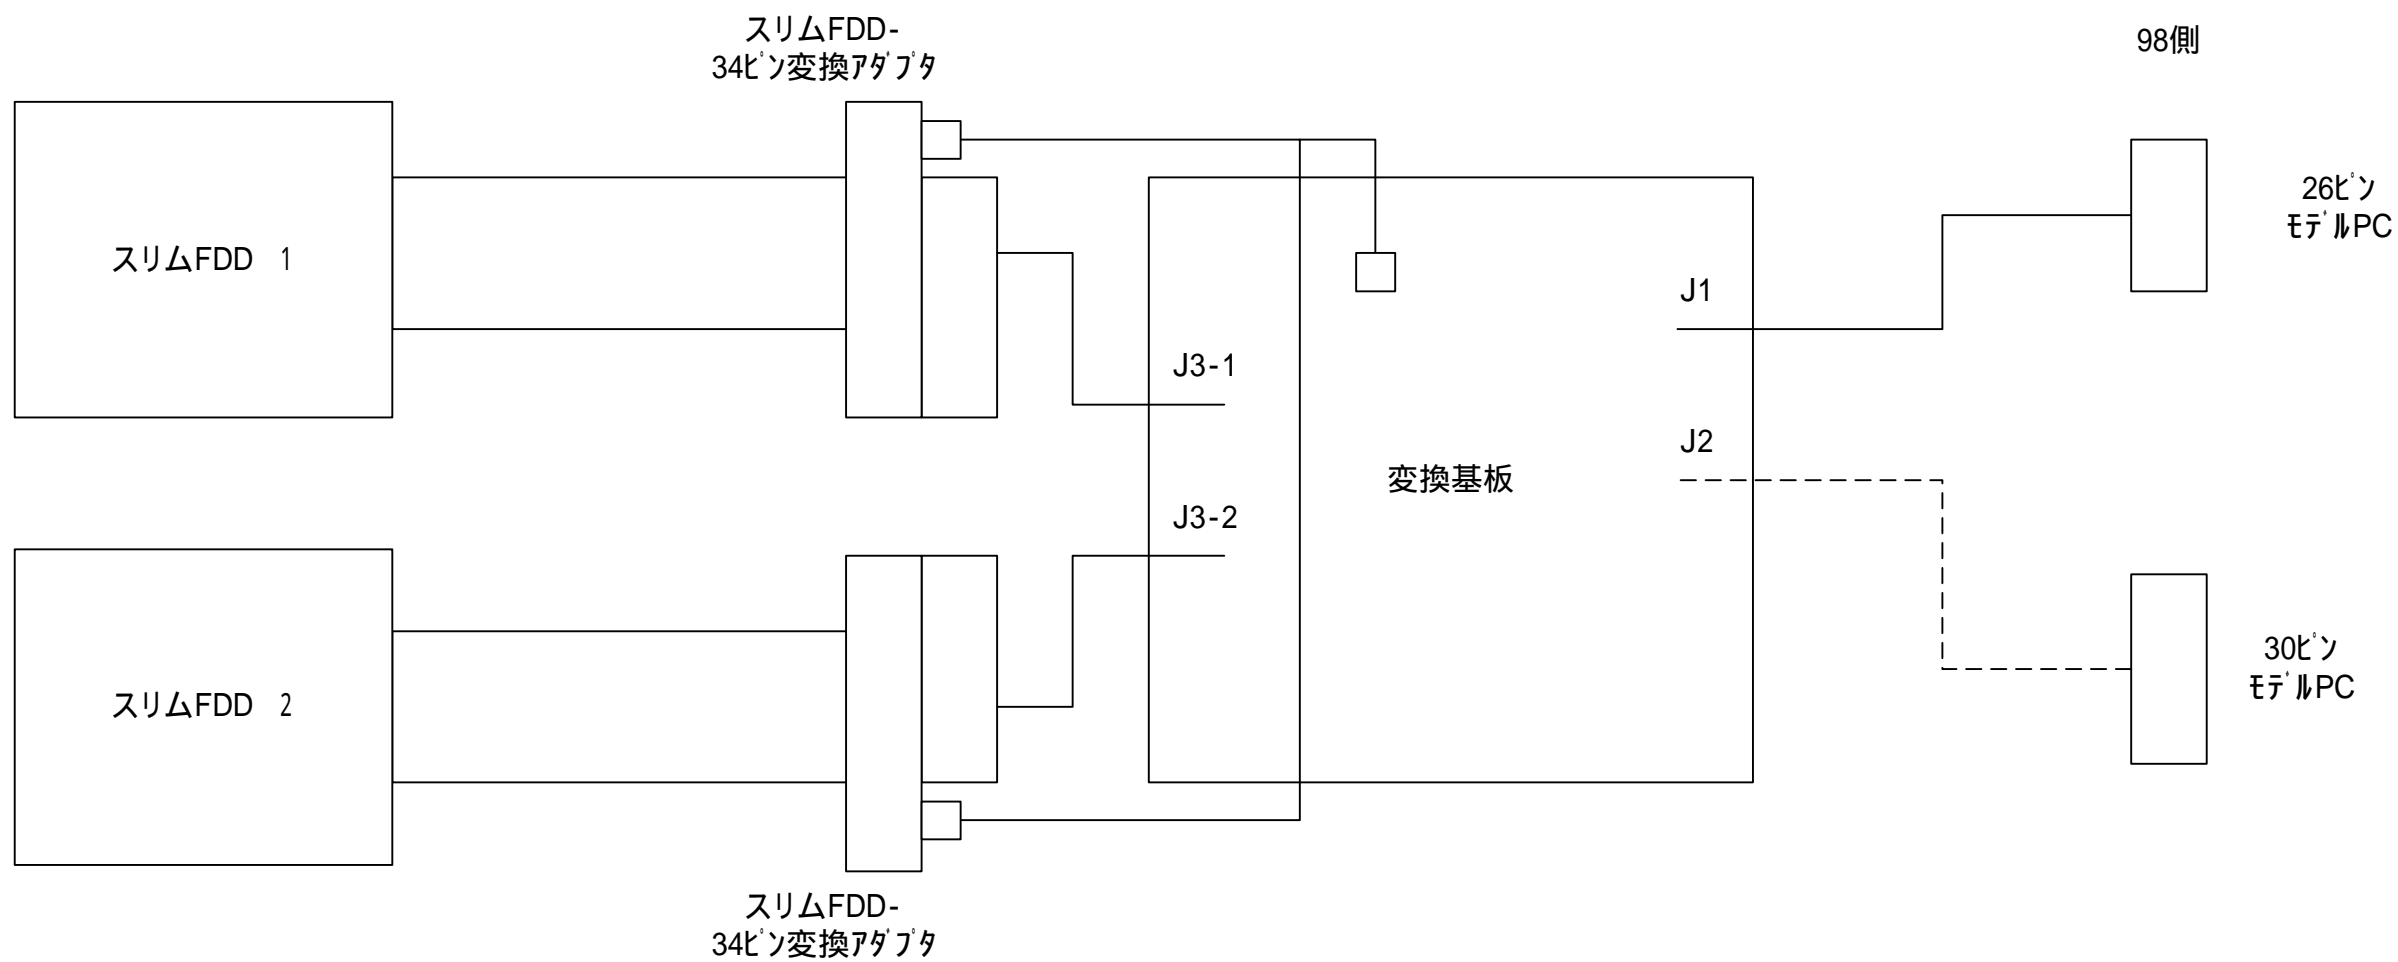 スリムFDD-
34ﾋﾟﾝ変換ｱﾀﾞﾌﾟﾀ
98側
26ﾋﾟﾝ
ﾓﾃﾞﾙPC
スリムFDD　1
J1
J3-1
J2
変換基板
J3-2
30ﾋﾟﾝ
ﾓﾃﾞﾙPC
スリムFDD　2
スリムFDD-
34ﾋﾟﾝ変換ｱﾀﾞﾌﾟﾀ